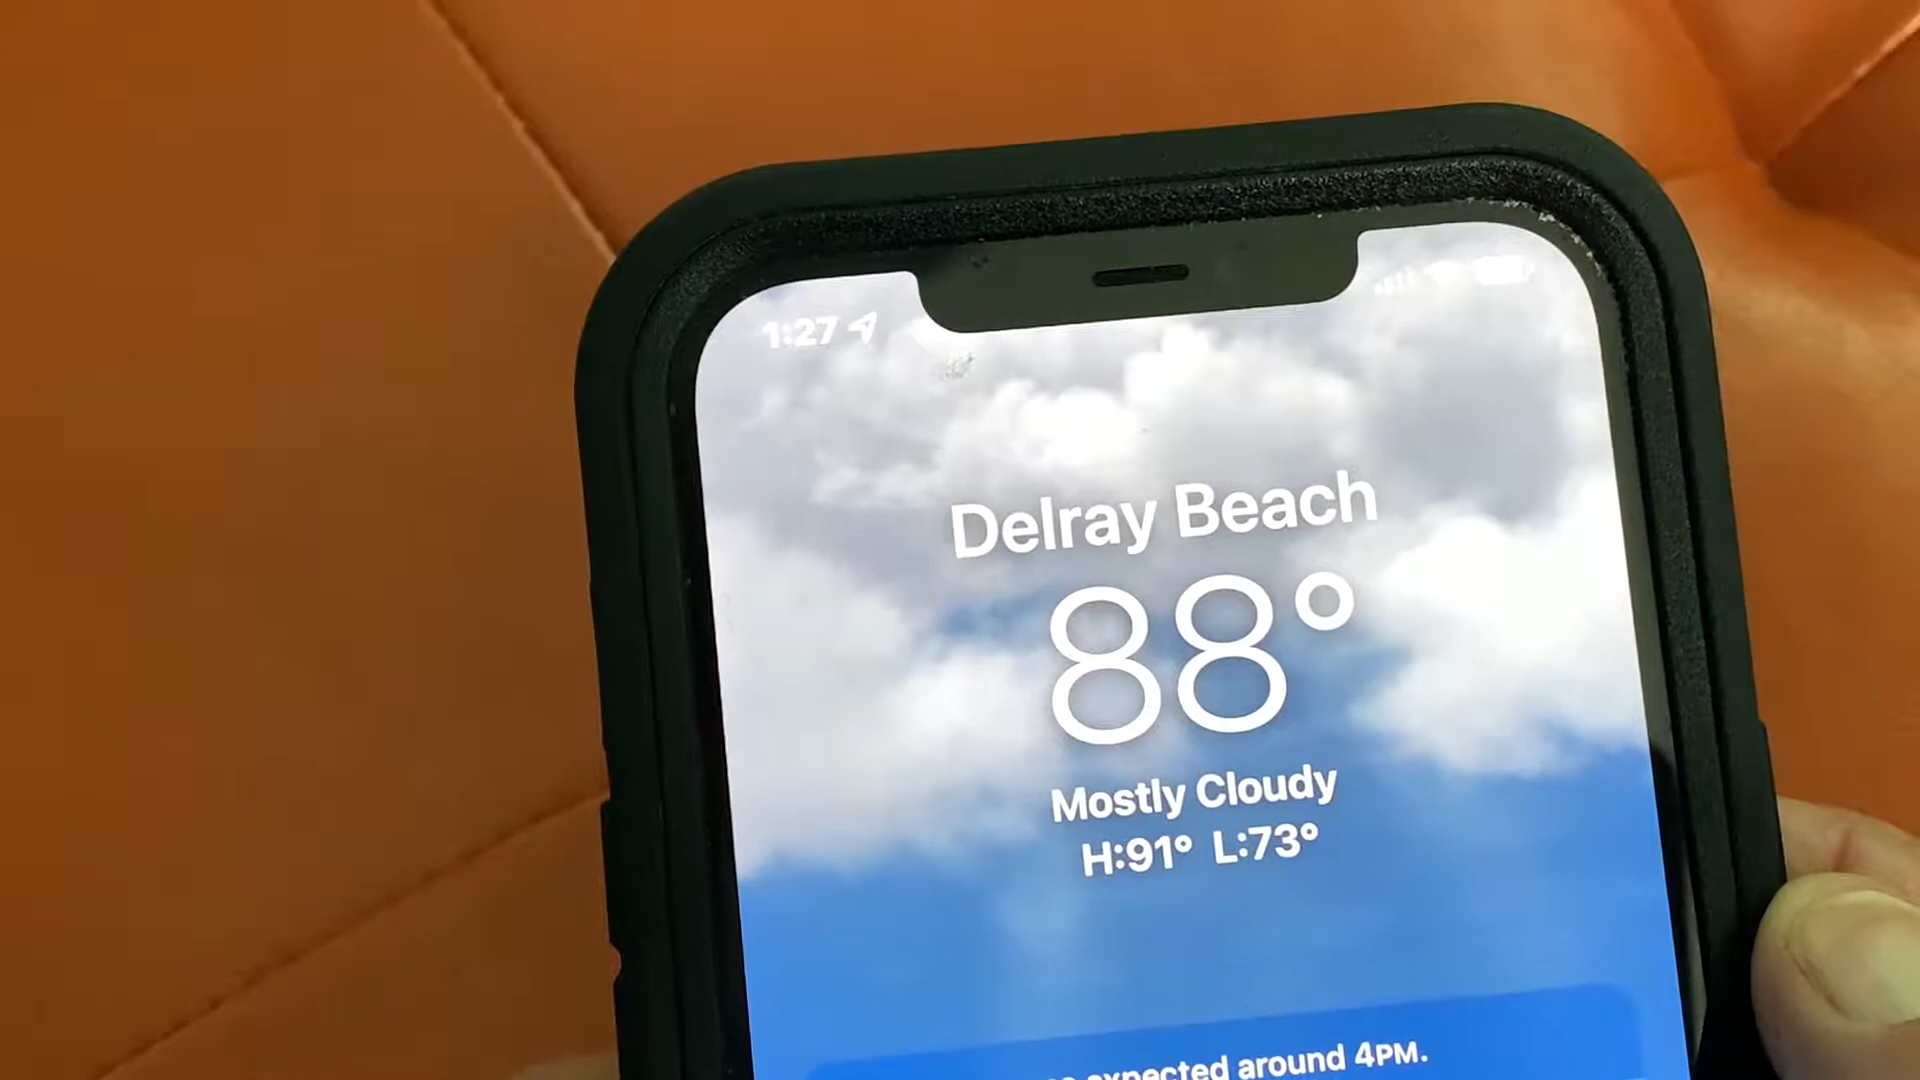 1:27
Delray Beach
88°
Mostly Cloudy
H:91° L:73°
expected around 4PM.